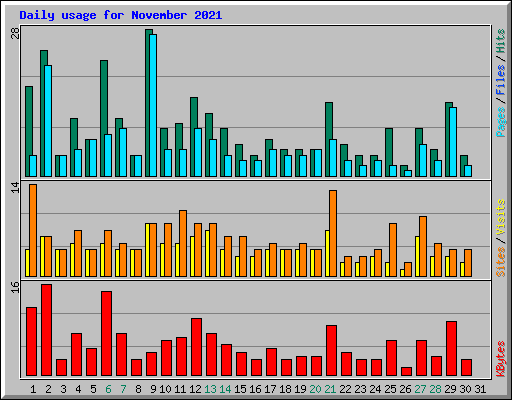 Daily usage for November 2021
28
Pages / Files / Hits
14
Sites / Visits
16
KBytes
1 2 3 4 5 6 7 8 9 10 11 12 13 14 15 16 17 18 19 20 21 22 23 24 25 26 27 28 29 30 31